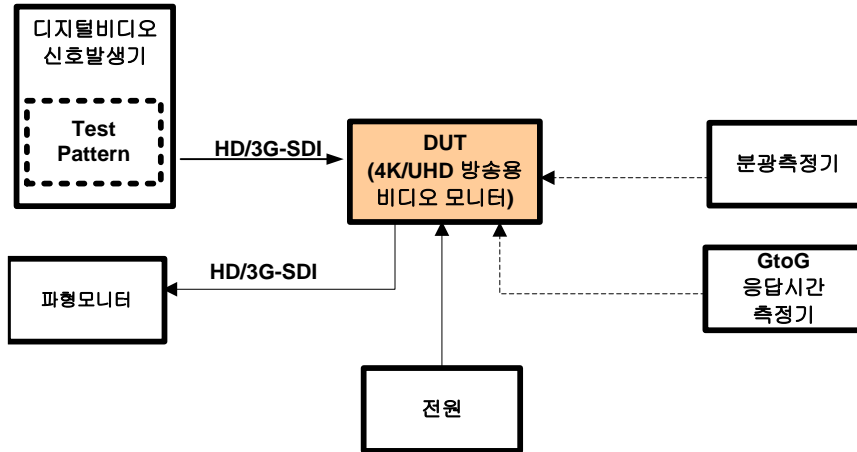 디지털비디오
신호발생기
Test
Pattern
HD/3G-SDI
DUT
(4K/UHD 방송용
비디오 모니터)
분광측정기
HD/3G-SDI
파형모니터
GtoG
응답시간
측정기
전원